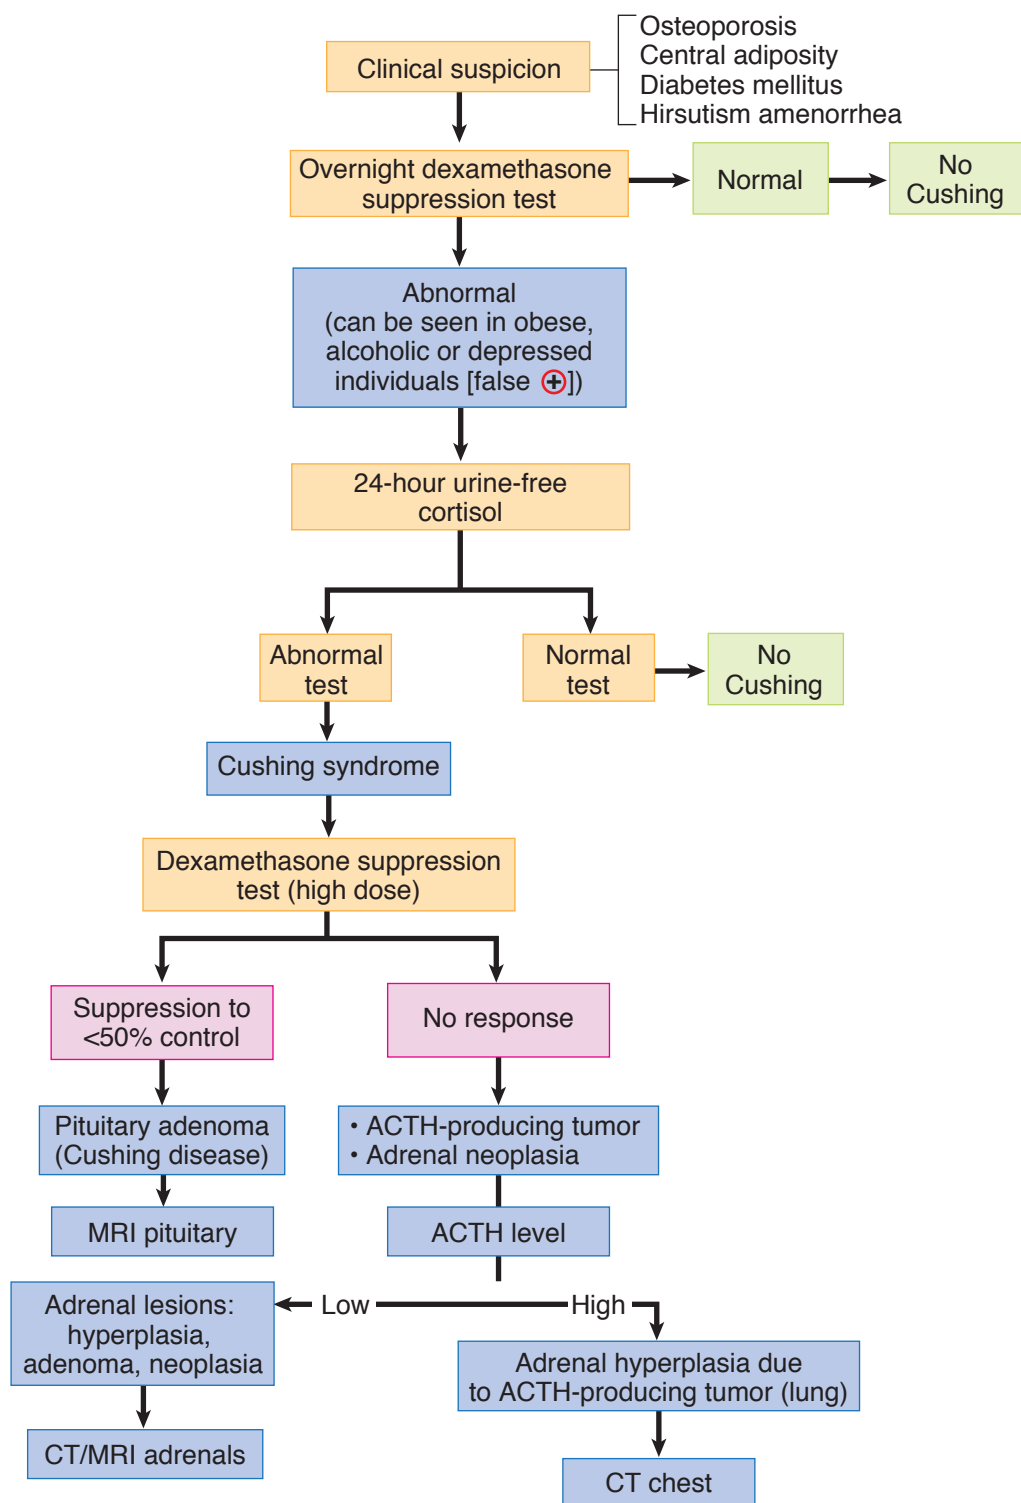 Clinical suspicion
Osteoporosis
Central adiposity
Diabetes mellitus
Hirsutism amenorrhea
Overnight dexamethasone
suppression test
Normal
No
Cushing
Abnormal
(can be seen in obese,
alcoholic or depressed
individuals [false +])
24-hour urine-free
cortisol
Abnormal
test
Normal
test
No
Cushing
Cushing syndrome
Dexamethasone suppression
test (high dose)
Suppression to
<50% control
No response
Pituitary adenoma
(Cushing disease)
• ACTH-producing tumor
• Adrenal neoplasia
MRI pituitary
ACTH level
Low
High
Adrenal lesions:
hyperplasia,
adenoma, neoplasia
Adrenal hyperplasia due
to ACTH-producing tumor (lung)
CT/MRI adrenals
CT chest